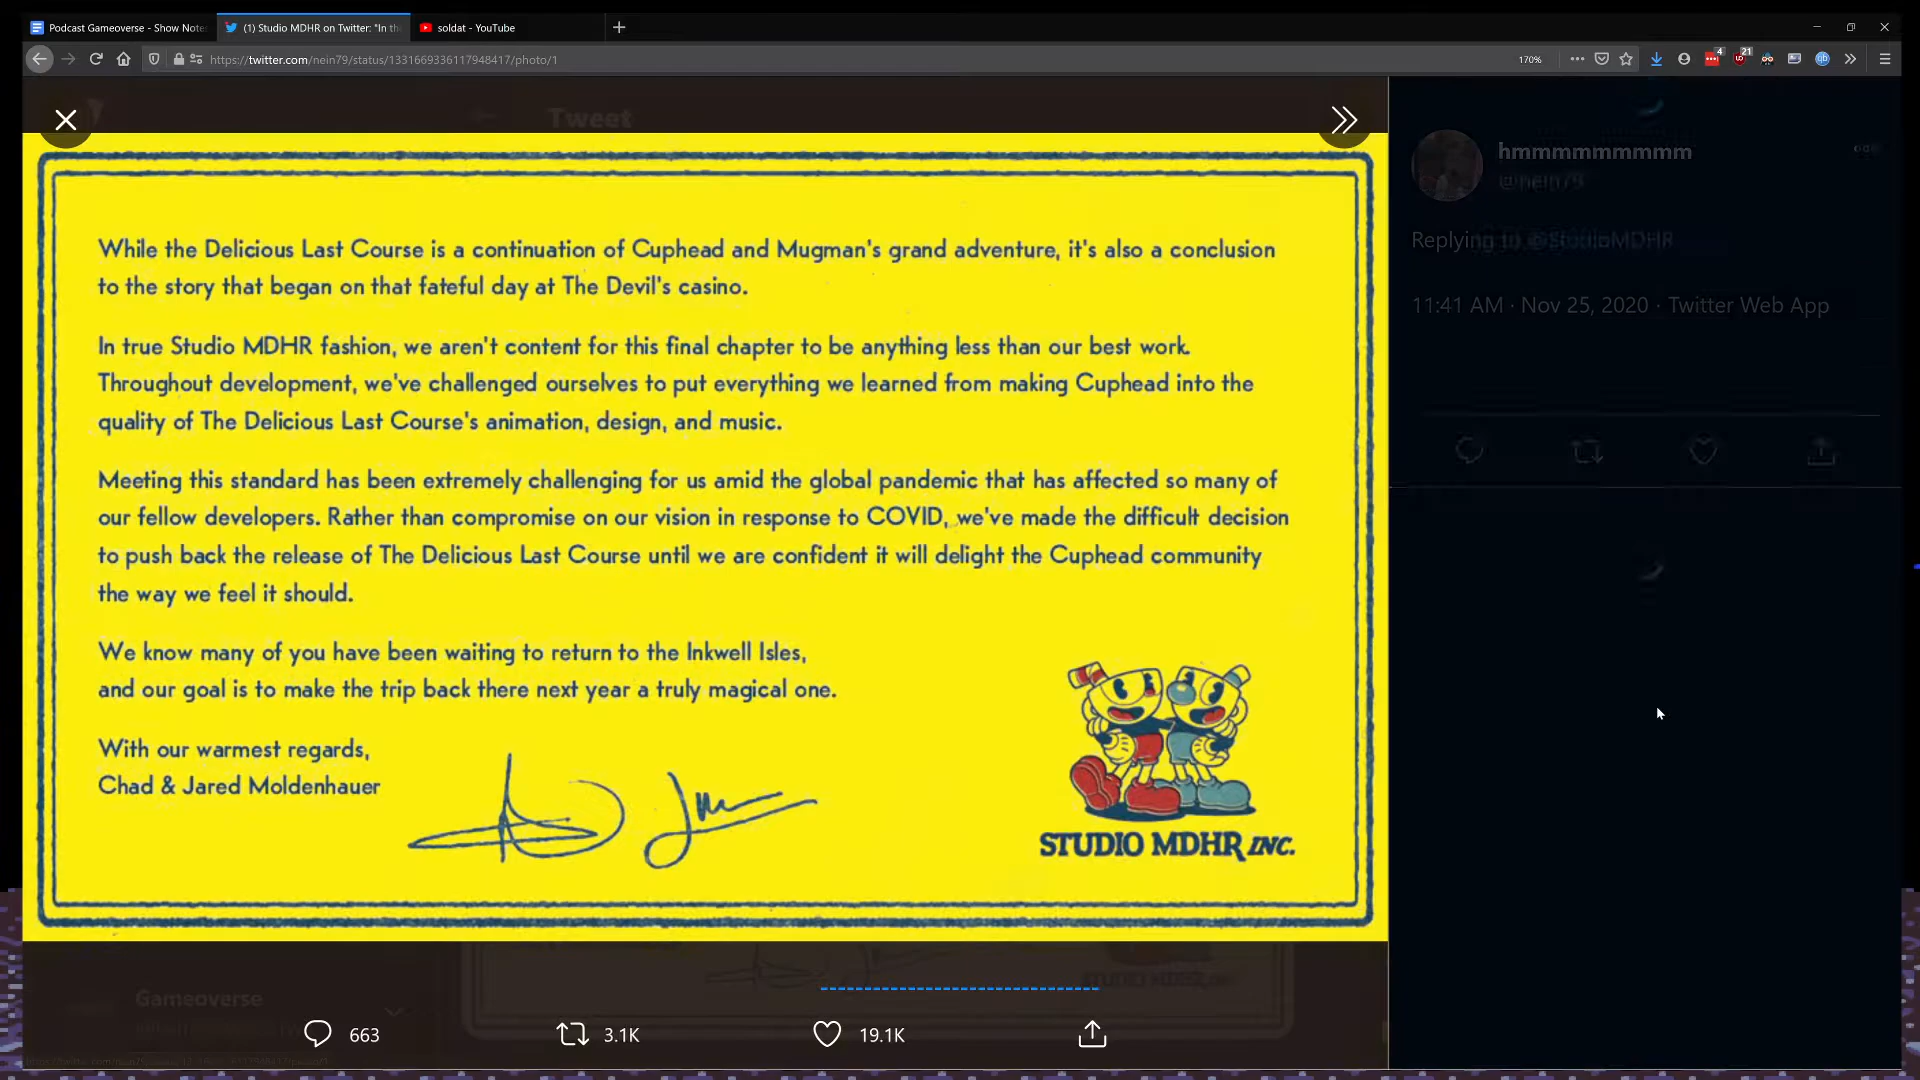 Podcast Gameoverse - Show Notes
(1) Studio MDHR on Twitter: "In th
soldat - YouTube
https://twitter.com/nein79/status/1331669336117948417/photo/1
170%
4
21
Tweet
While the Delicious Last Course is a continuation of Cuphead and Mugman's grand adventure, it's also a conclusion
to the story that began on that fateful day at The Devil's casino.
In true Studio MDHR fashion, we aren't content for this final chapter to be anything less than our best work.
Throughout development, we've challenged ourselves to put everything we learned from making Cuphead into the
quality of The Delicious Last Course's animation, design, and music.
Meeting this standard has been extremely challenging for us amid the global pandemic that has affected so many of
our fellow developers. Rather than compromise on our vision in response to COVID, we've made the difficult decision
to push back the release of The Delicious Last Course until we are confident it will delight the Cuphead community
the way we feel it should.
We know many of you have been waiting to return to the Inkwell Isles,
and our goal is to make the trip back there next year a truly magical one.
With our warmest regards,
Chad & Jared Moldenhauer
STUDIO MDHR INC.
Gameoverse
663
3.1K
19.1K
hmmmmmmmmm
@nein79
Replying to @StudioMDHR
11:41 AM · Nov 25, 2020 · Twitter Web App